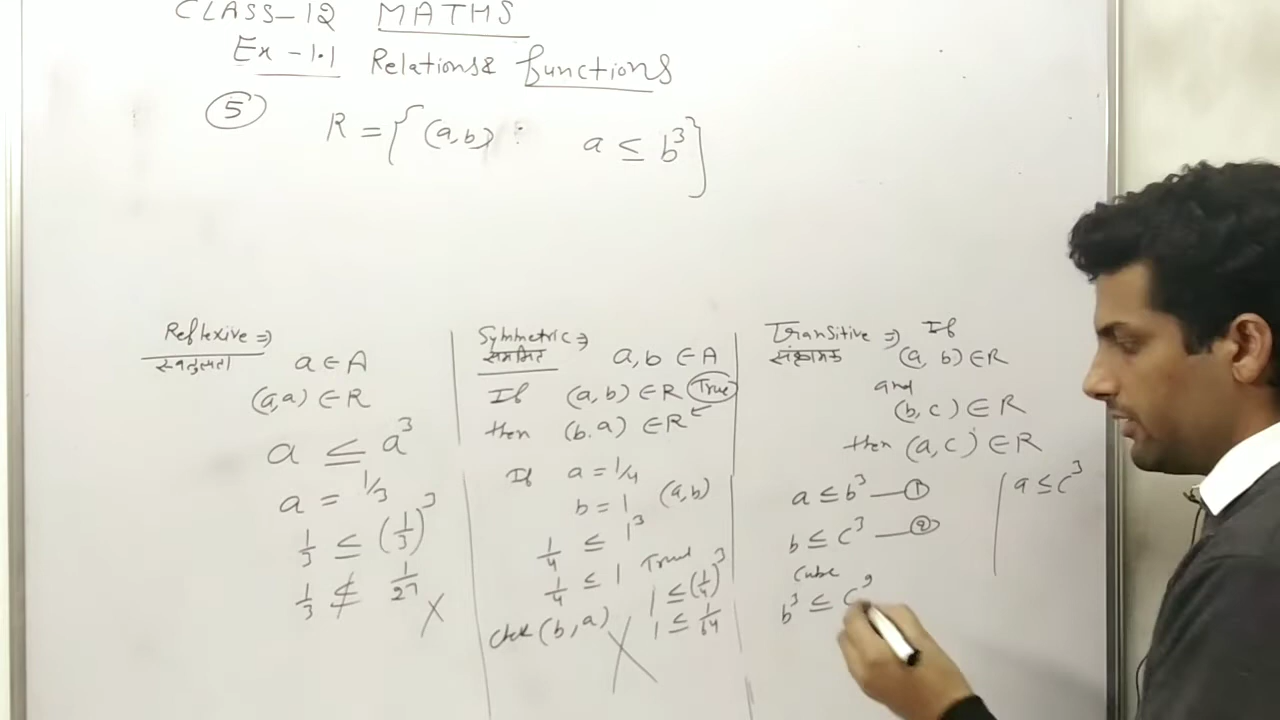 CLASS-12 MATHS
Ex-1.1 Relations & functions
5 R = { (a,b) : a ≤ b³ }
Reflexive ⇒
a ∈ A
(a,a) ∈ R
a ≤ a³
a = 1/3
1/3 ≤ (1/3)³
1/3 ≰ 1/27 X
Symmetric ⇒
सममित a,b ∈ A
If (a,b) ∈ R True
then (b,a) ∈ R
If a = 1/4
b = 1 (a,b)
1/4 ≤ 1³
1/4 ≤ 1 True
check (b,a) X
1 ≤ (1/4)³
1 ≤ 1/64
Transitive ⇒ If
संक्रामक (a, b) ∈ R
and
(b,c) ∈ R
then (a,c) ∈ R
a ≤ b³ — 1
b ≤ c³ — 2
Cube
b³ ≤ c⁹
a ≤ c³